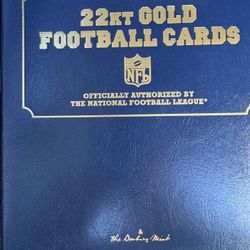 22KT GOLD
FOOTBALL CARDS
NFL
OFFICIALLY AUTHORIZED BY
THE NATIONAL FOOTBALL LEAGUE*
The Danbury Mint